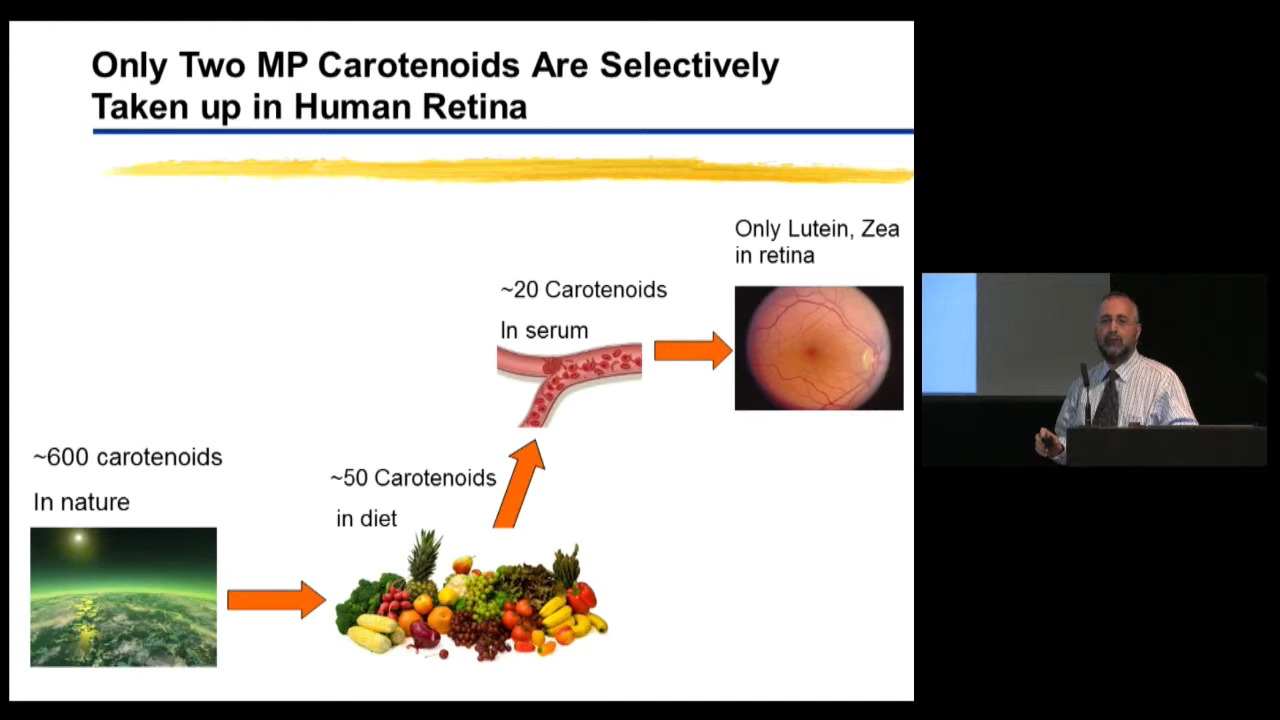 Only Two MP Carotenoids Are Selectively
Taken up in Human Retina
Only Lutein, Zea
in retina
~20 Carotenoids
In serum
~600 carotenoids
In nature
~50 Carotenoids
in diet